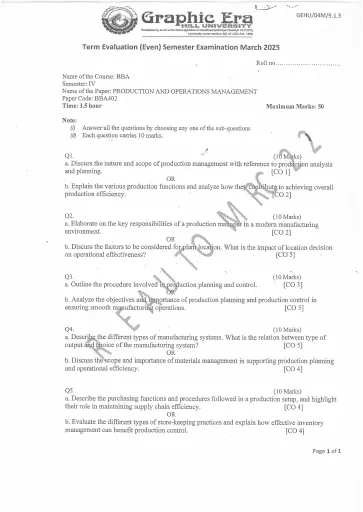 Graphic Era
HILL UNIVERSITY
GEHU/04M/9.1.3
Term Evaluation (Even) Semester Examination March 2025
Roll no..............................
Name of the Course: BBA
Semester: IV
Name of the Paper: PRODUCTION AND OPERATIONS MANAGEMENT
Paper Code: BBA402
Time: 1.5 hour Maximum Marks: 50
Note:
(i) Answer all the questions by choosing any one of the sub-questions
(ii) Each question carries 10 marks.
Q1. (10 Marks)
a. Discuss the nature and scope of production management with reference to production analysis
and planning. [CO 1]
OR
b. Explain the various production functions and analyze how they contribute to achieving overall
production efficiency. [CO 2]
Q2. (10 Marks)
a. Elaborate on the key responsibilities of a production manager in a modern manufacturing
environment. [CO 2]
OR
b. Discuss the factors to be considered for plant location. What is the impact of location decision
on operational effectiveness? [CO 5]
Q3. (10 Marks)
a. Outline the procedure involved in production planning and control. [CO 3]
OR
b. Analyze the objectives and importance of production planning and production control in
ensuring smooth manufacturing operations. [CO 5]
Q4. (10 Marks)
a. Describe the different types of manufacturing systems. What is the relation between type of
output and choice of the manufacturing system? [CO 5]
OR
b. Discuss the scope and importance of materials management in supporting production planning
and operational efficiency. [CO 4]
Q5. (10 Marks)
a. Describe the purchasing functions and procedures followed in a production setup, and highlight
their role in maintaining supply chain efficiency. [CO 4]
OR
b. Evaluate the different types of store-keeping practices and explain how effective inventory
management can benefit production control. [CO 4]
Page 1 of 1